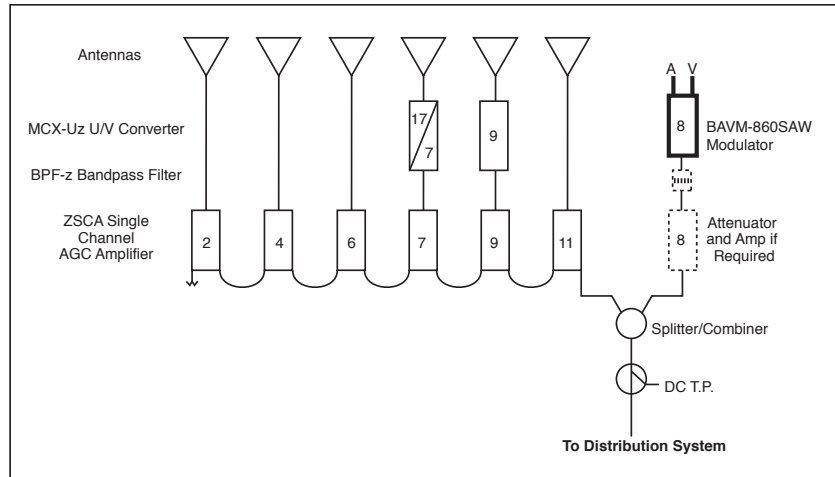 Antennas
A V
MCX-Uz U/V Converter
17
7
9
8
BAVM-860SAW
Modulator
BPF-z Bandpass Filter
ZSCA Single
Channel
AGC Amplifier
2
4
6
7
9
11
8
Attenuator
and Amp if
Required
Splitter/Combiner
DC T.P.
To Distribution System